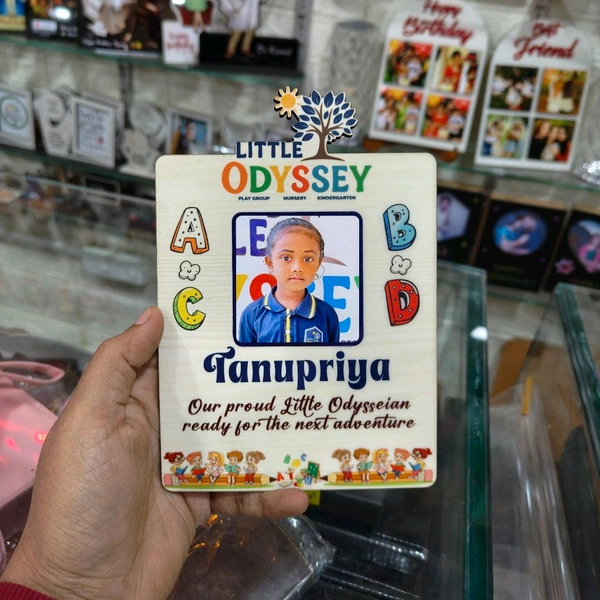 Happy
Birthday
Best
Friend
LITTLE
ODYSSEY
PLAY GROUP NURSERY KINDERGARTEN
A
B
C
D
Tanupriya
Our proud Little Odysseian
ready for the next adventure